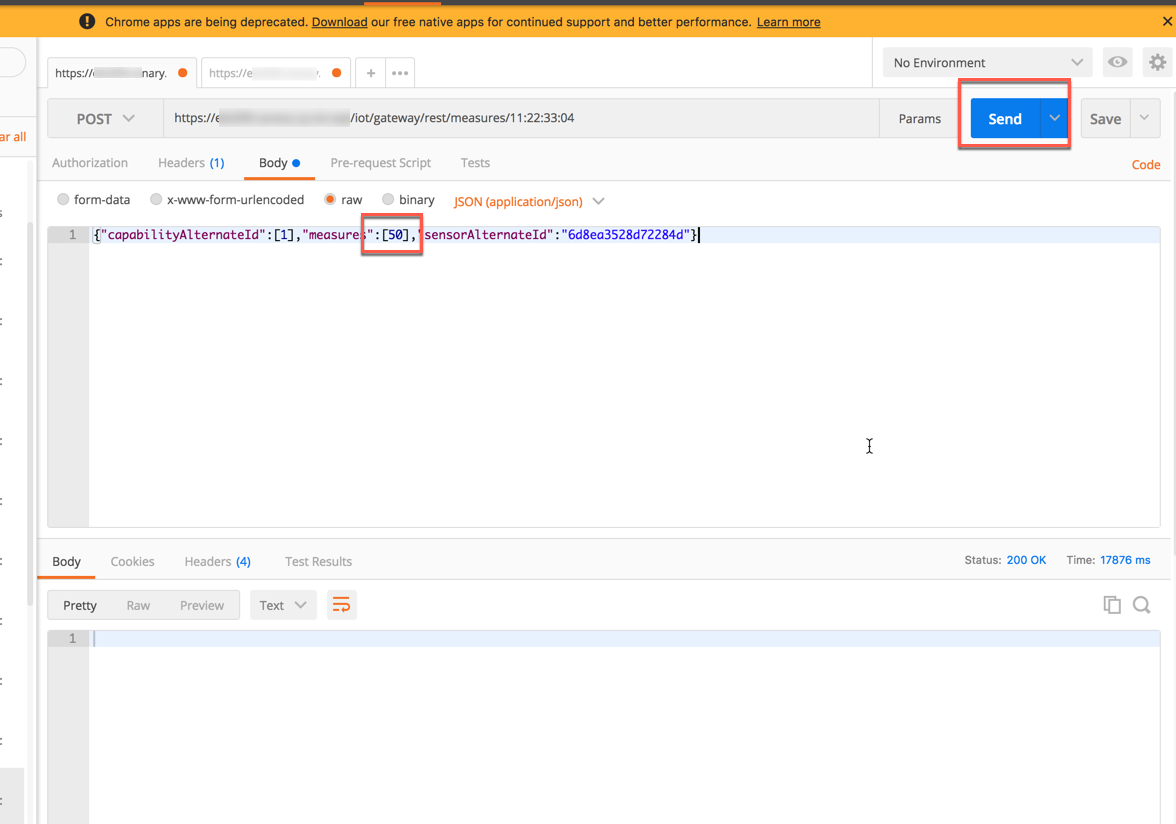 Chrome apps are being deprecated. Download our free native apps for continued support and better performance. Learn more
https:// nary.
https://e
+
No Environment
POST
https://e /iot/gateway/rest/measures/11:22:33:04
Params
Send
Save
ar all
Authorization
Headers (1)
Body
Pre-request Script
Tests
Code
form-data
x-www-form-urlencoded
raw
binary
JSON (application/json)
1
{"capabilityAlternateId":[1],"measures":[50],"sensorAlternateId":"6d8ea3528d72284d"}
Body
Cookies
Headers (4)
Test Results
Status: 200 OK
Time: 17876 ms
Pretty
Raw
Preview
Text
1